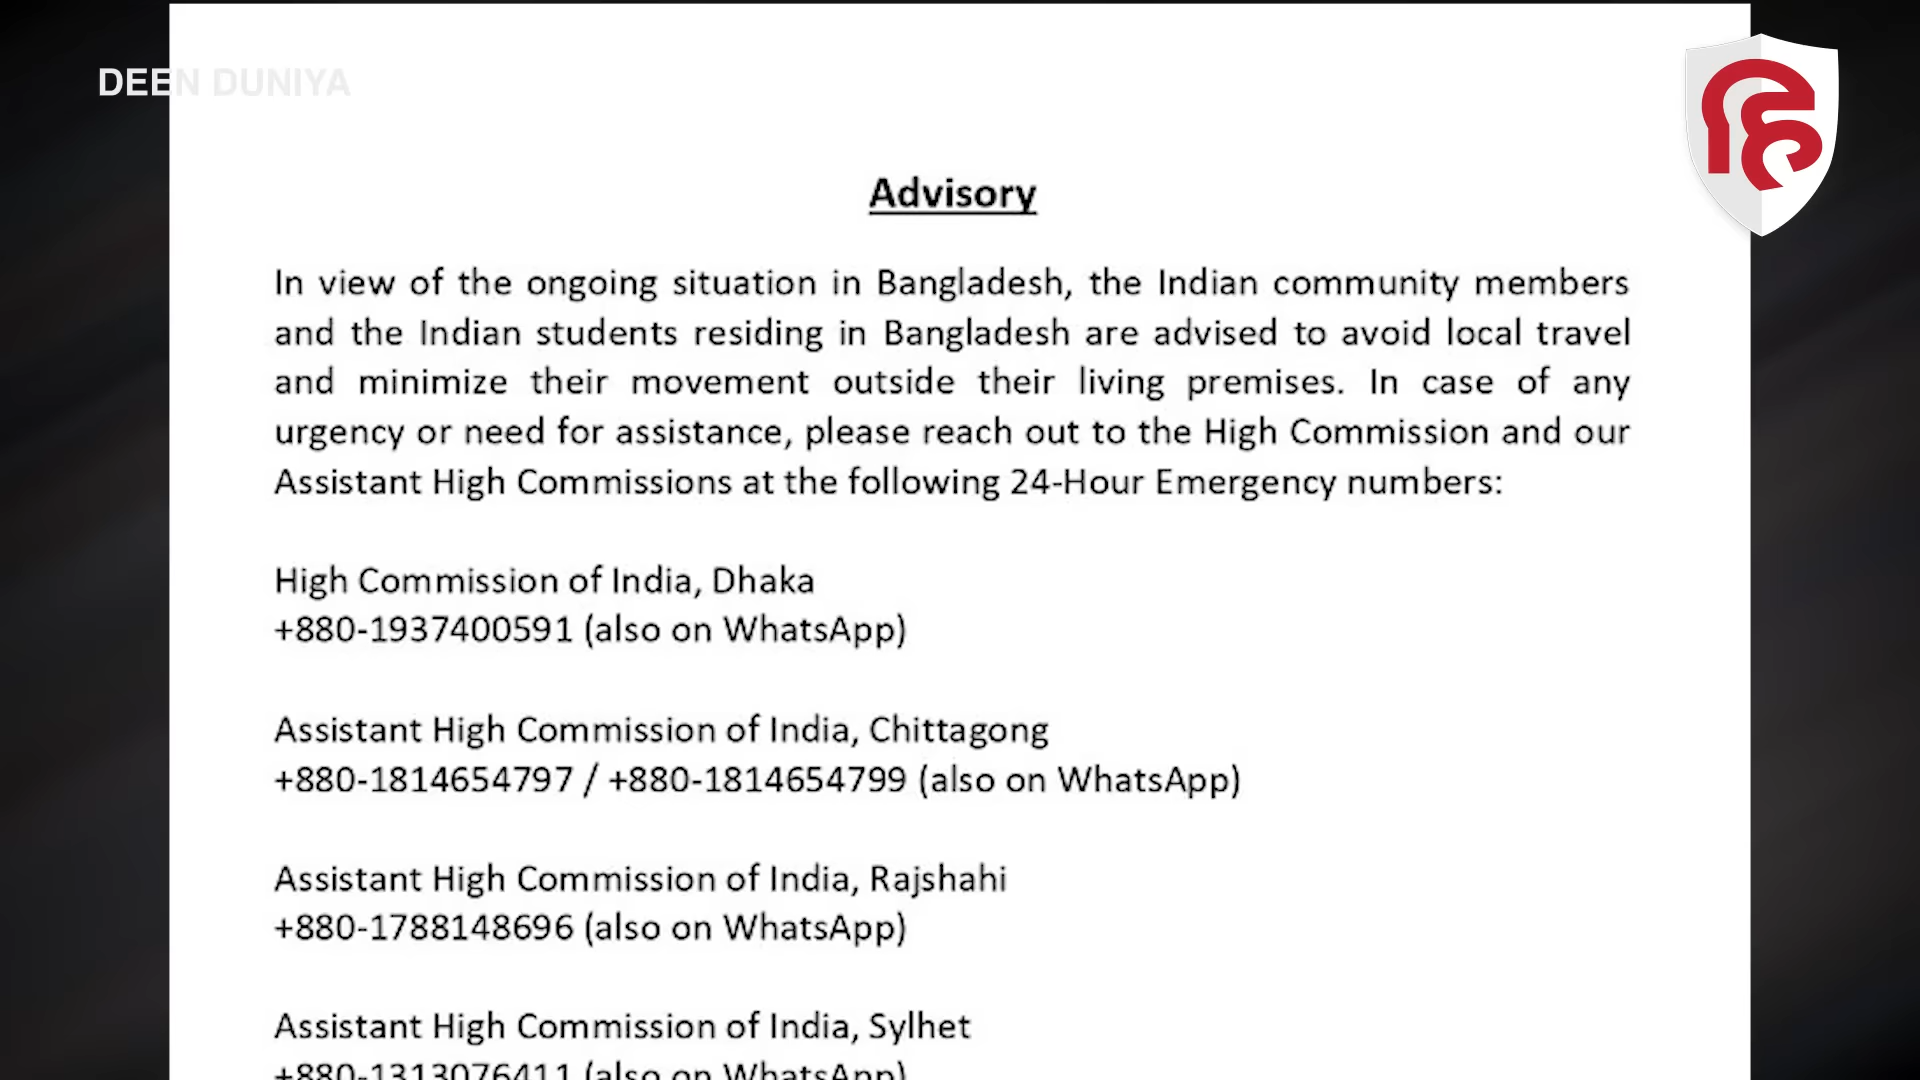 DEEN DUNIYA
Advisory
In view of the ongoing situation in Bangladesh, the Indian community members
and the Indian students residing in Bangladesh are advised to avoid local travel
and minimize their movement outside their living premises. In case of any
urgency or need for assistance, please reach out to the High Commission and our
Assistant High Commissions at the following 24-Hour Emergency numbers:
High Commission of India, Dhaka
+880-1937400591 (also on WhatsApp)
Assistant High Commission of India, Chittagong
+880-1814654797 / +880-1814654799 (also on WhatsApp)
Assistant High Commission of India, Rajshahi
+880-1788148696 (also on WhatsApp)
Assistant High Commission of India, Sylhet
+880-1313076411 (also on WhatsApp)